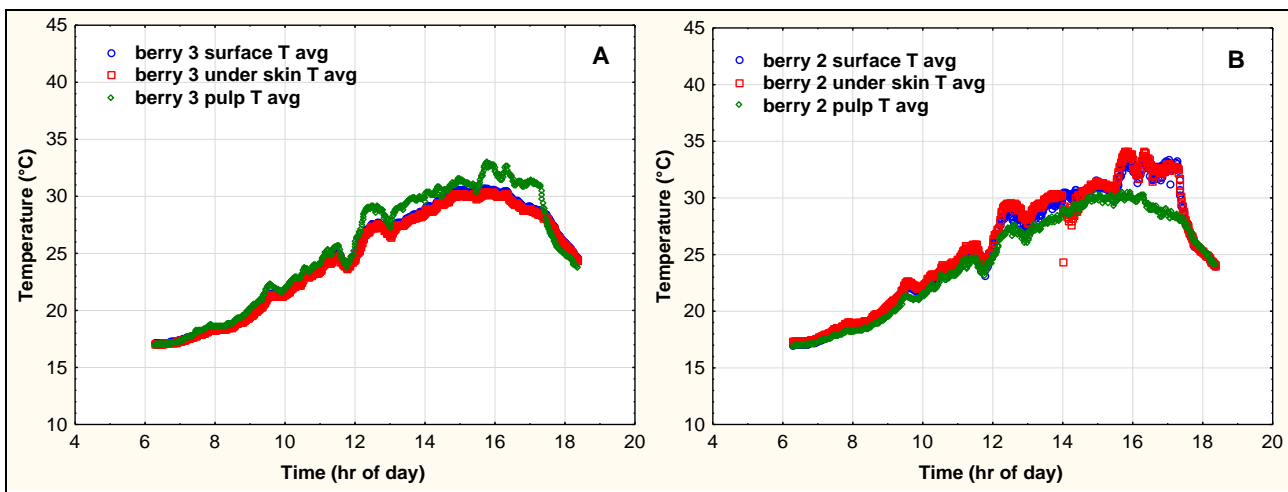 A
berry 3 surface T avg
berry 3 under skin T avg
berry 3 pulp T avg
Temperature (°C)
45
40
35
30
25
20
15
10
4 6 8 10 12 14 16 18 20
Time (hr of day)
B
berry 2 surface T avg
berry 2 under skin T avg
berry 2 pulp T avg
Temperature (°C)
45
40
35
30
25
20
15
10
4 6 8 10 12 14 16 18 20
Time (hr of day)